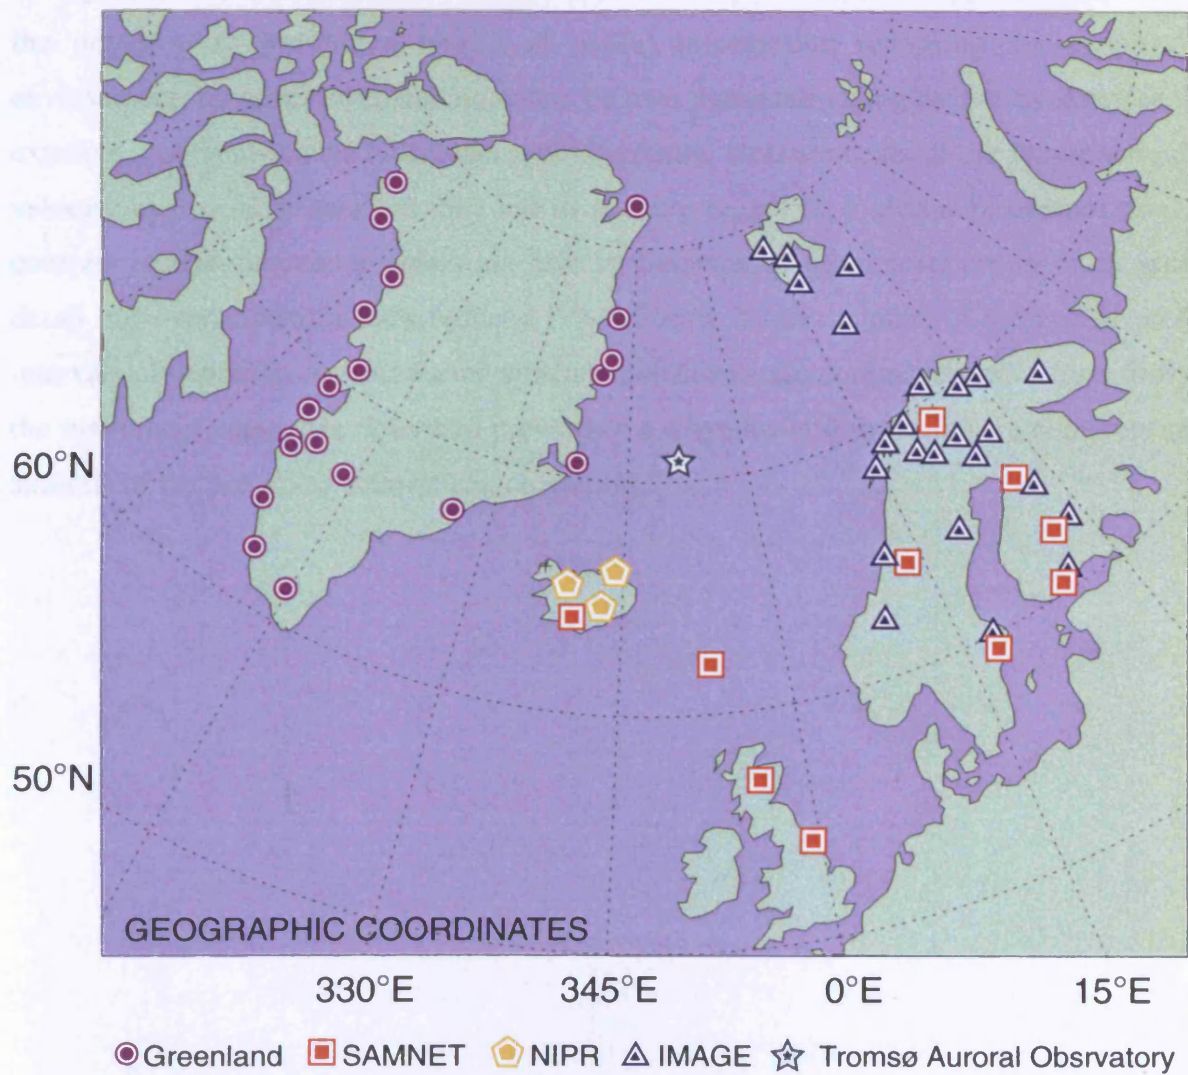 60°N
50°N
GEOGRAPHIC COORDINATES
330°E 345°E 0°E 15°E
Greenland SAMNET NIPR IMAGE Tromsø Auroral Obsrvatory